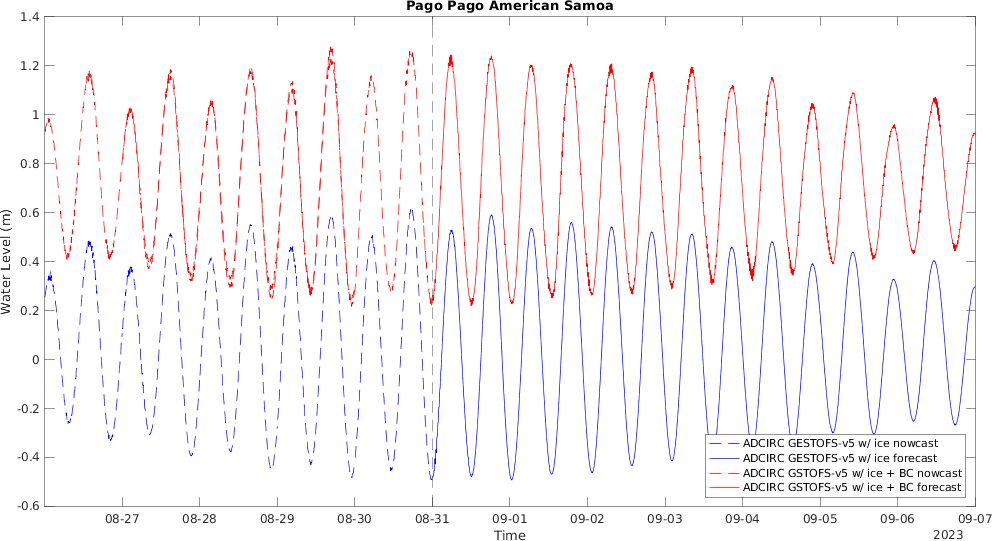 Pago Pago American Samoa
1.4
1.2
1
0.8
0.6
0.4
0.2
0
-0.2
-0.4
-0.6
Water Level (m)
ADCIRC GESTOFS-v5 w/ ice nowcast
ADCIRC GESTOFS-v5 w/ ice forecast
ADCIRC GSTOFS-v5 w/ ice + BC nowcast
ADCIRC GSTOFS-v5 w/ ice + BC forecast
08-27 08-28 08-29 08-30 08-31 09-01 09-02 09-03 09-04 09-05 09-06 09-07
Time
2023